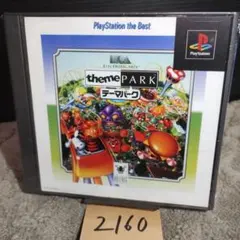 PlayStation the Best
theme PARK
テーマパーク
PlayStation
2160